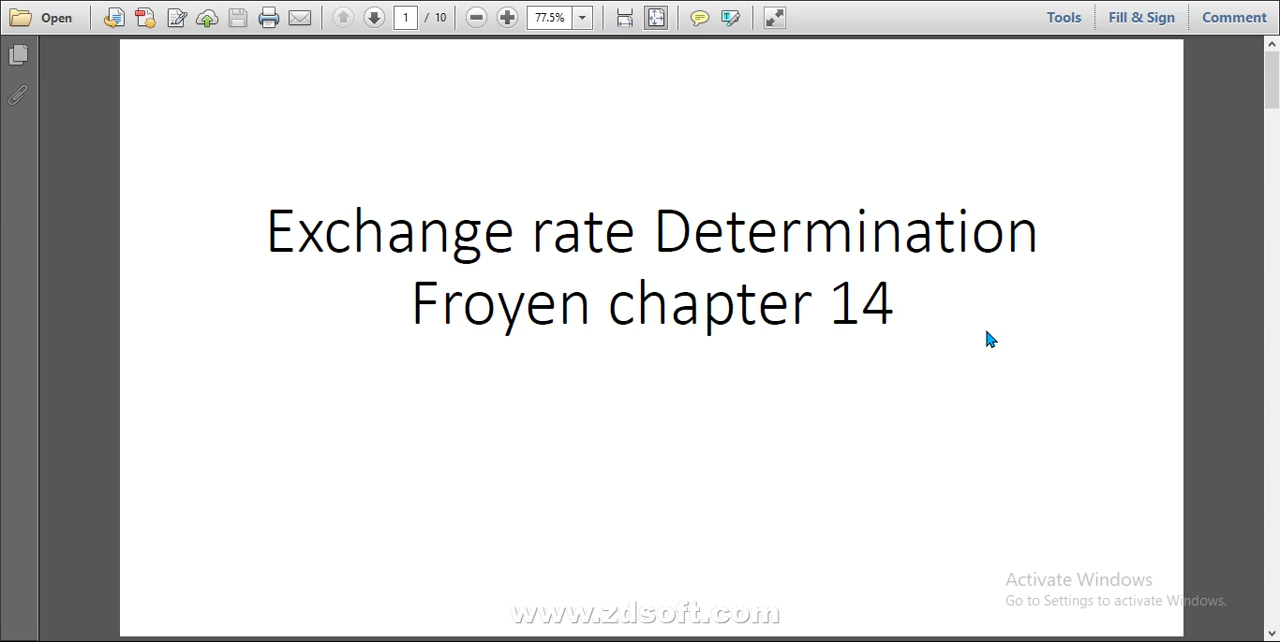 Open
1 / 10
77.5%
Tools
Fill & Sign
Comment
Exchange rate Determination
Froyen chapter 14
Activate Windows
Go to Settings to activate Windows.
www.zdsoft.com